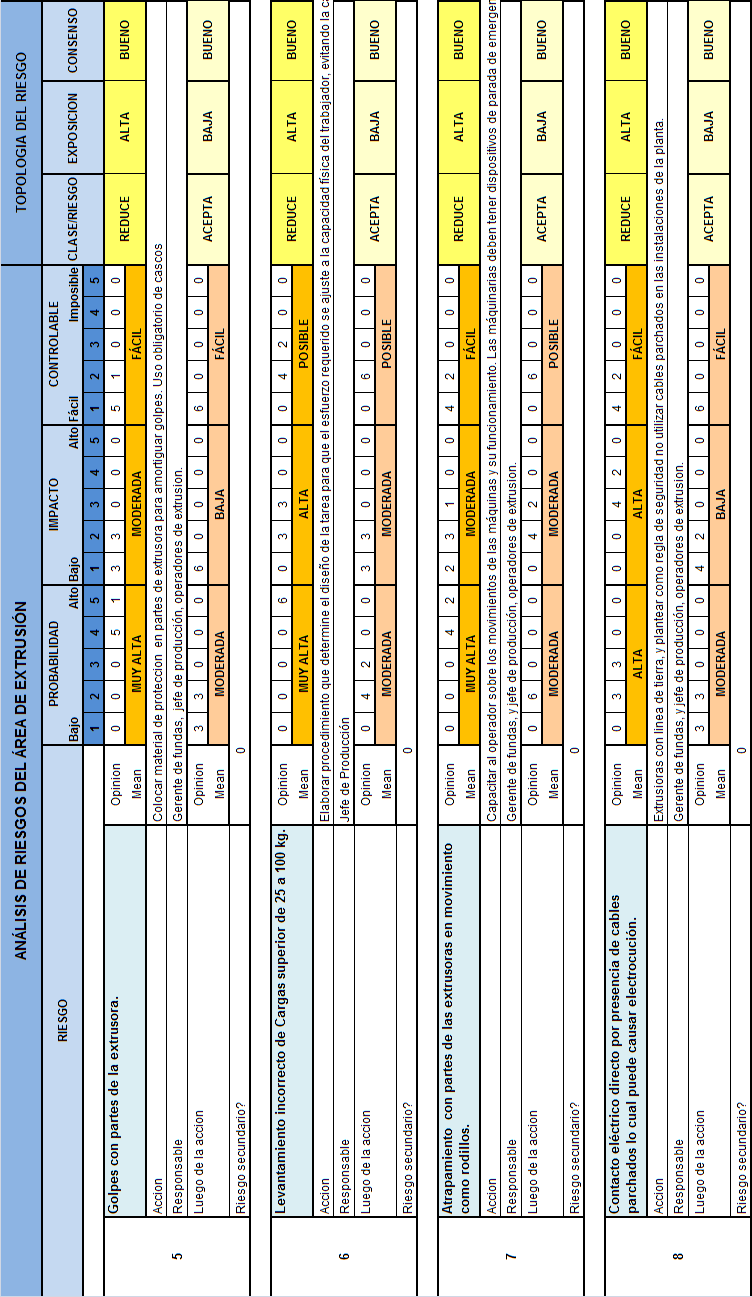 ANÁLISIS DE RIESGOS DEL ÁREA DE EXTRUSIÓN TOPOLOGIA DEL RIESGO
RIESGO PROBABILIDAD IMPACTO CONTROLABLE CLASE/RIESGO EXPOSICION CONSENSO
Bajo Alto Bajo Alto Fácil Imposible
1 2 3 4 5 1 2 3 4 5 1 2 3 4 5
5 Golpes con partes de la extrusora. Opinion 0 0 0 5 1 3 3 0 0 0 5 1 0 0 0 REDUCE ALTA BUENO
Mean MUY ALTA MODERADA FÁCIL
Accion Colocar material de proteccion en partes de extrusora para amortiguar golpes. Uso obligatorio de cascos
Responsable Gerente de fundas, jefe de producción, operadores de extrusion.
Luego de la accion Opinion 3 3 0 0 0 6 0 0 0 0 6 0 0 0 0 ACEPTA BAJA BUENO
Mean MODERADA BAJA FÁCIL
Riesgo secundario? 0
6 Levantamiento incorrecto de Cargas superior de 25 a 100 kg. Opinion 0 0 0 0 6 0 3 3 0 0 0 4 2 0 0 REDUCE ALTA BUENO
Mean MUY ALTA ALTA POSIBLE
Accion Elaborar procedimiento que determine el diseño de la tarea para que el esfuerzo requerido se ajuste a la capacidad física del trabajador, evitando la ca
Responsable Jefe de Producción
Luego de la accion Opinion 0 4 2 0 0 3 3 0 0 0 0 6 0 0 0 ACEPTA BAJA BUENO
Mean MODERADA MODERADA POSIBLE
Riesgo secundario? 0
7 Atrapamiento con partes de las extrusoras en movimiento
como rodillos. Opinion 0 0 0 4 2 2 3 1 0 0 4 2 0 0 0 REDUCE ALTA BUENO
Mean MUY ALTA MODERADA FÁCIL
Accion Capacitar al operador sobre los movimientos de las máquinas y su funcionamiento. Las máquinarias deben tener dispositivos de parada de emergen
Responsable Gerente de fundas, y jefe de producción, operadores de extrusion.
Luego de la accion Opinion 0 6 0 0 0 0 4 2 0 0 0 6 0 0 0 ACEPTA BAJA BUENO
Mean MODERADA MODERADA POSIBLE
Riesgo secundario? 0
8 Contacto eléctrico directo por presencia de cables
parchados lo cual puede causar electrocución. Opinion 0 3 3 0 0 0 0 4 2 0 4 2 0 0 0 REDUCE ALTA BUENO
Mean ALTA ALTA FÁCIL
Accion Extrusioras con linea de tierra, y plantear como regla de seguridad no utilizar cables parchados en las instalaciones de la planta.
Responsable Gerente de fundas, y jefe de producción, operadores de extrusion.
Luego de la accion Opinion 3 3 0 0 0 4 2 0 0 0 6 0 0 0 0 ACEPTA BAJA BUENO
Mean MODERADA BAJA FÁCIL
Riesgo secundario? 0